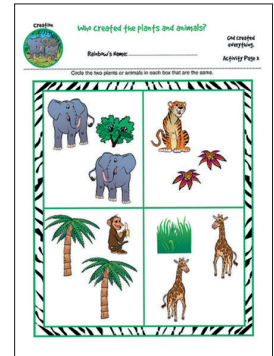 Creation
Who created the plants and animals?
God created
everything.
Rainbow's Name:
Activity Page 2
Circle the two plants or animals in each box that are the same.